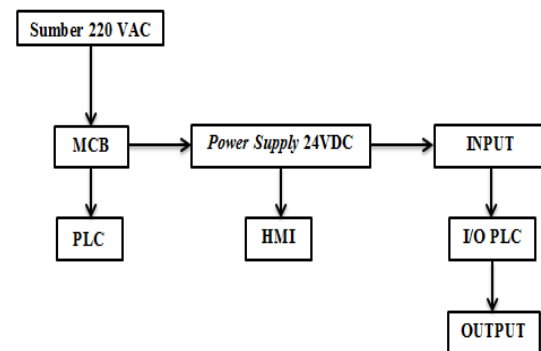 Sumber 220 VAC
MCB
Power Supply 24VDC
INPUT
PLC
HMI
I/O PLC
OUTPUT